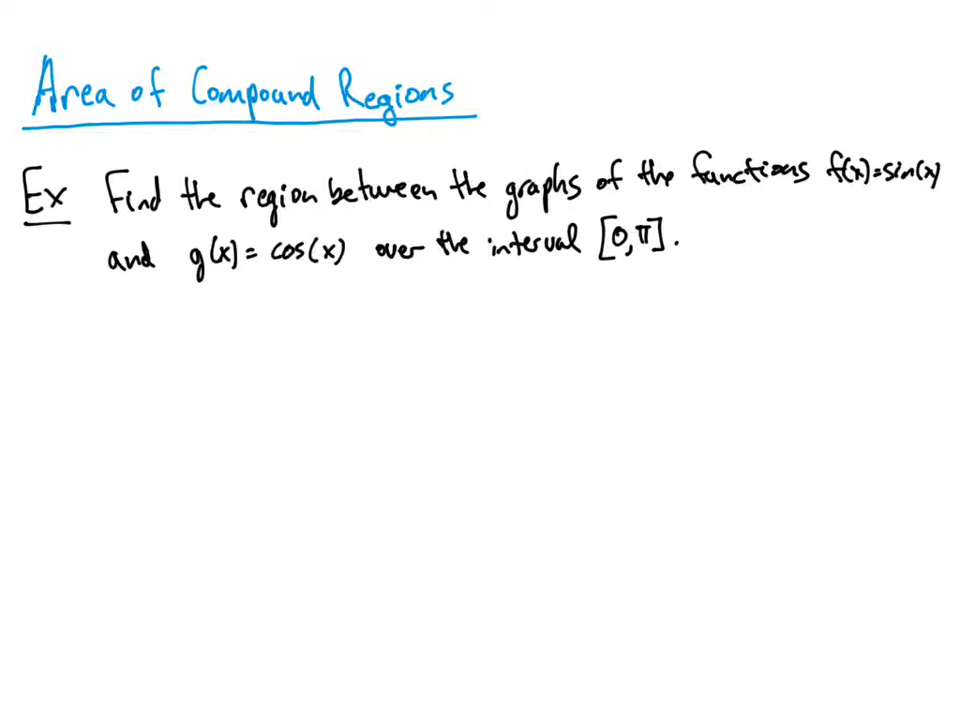 Area of Compound Regions
Ex Find the region between the graphs of the functions f(x)=sin(x)
and g(x)= cos(x) over the interval [0,π].